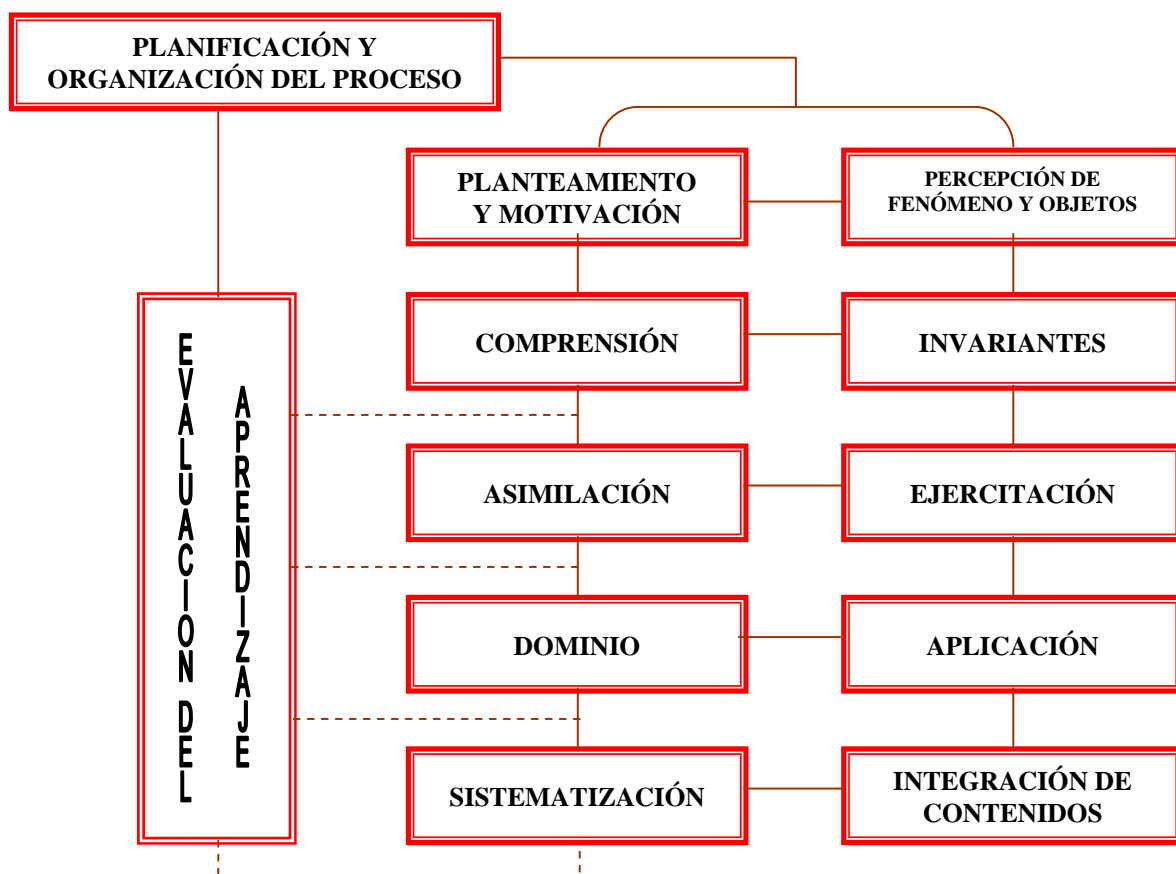 PLANIFICACIÓN Y
ORGANIZACIÓN DEL PROCESO
PLANTEAMIENTO
Y MOTIVACIÓN
PERCEPCIÓN DE
FENÓMENO Y OBJETOS
EVALUACION DEL
APRENDIZAJE
COMPRENSIÓN
INVARIANTES
ASIMILACIÓN
EJERCITACIÓN
DOMINIO
APLICACIÓN
SISTEMATIZACIÓN
INTEGRACIÓN DE
CONTENIDOS